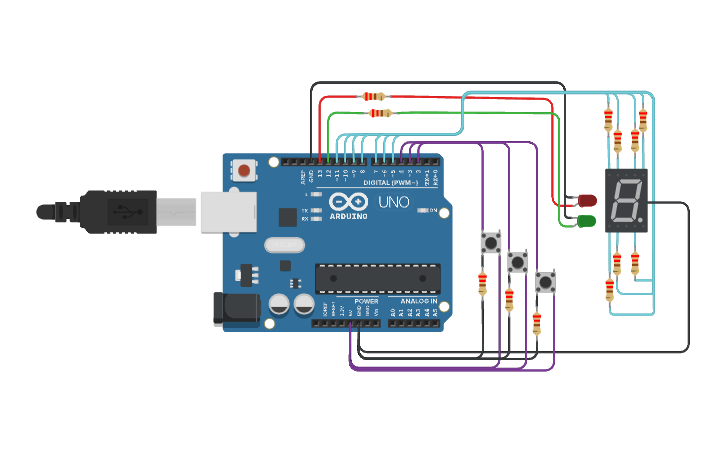 AREF
GND
13
12
~11
~10
~9
8
7
~6
~5
4
~3
2
TX→1
RX←0
DIGITAL (PWM~)
L
TX
RX
ARDUINO
UNO
ON
POWER
ANALOG IN
IOREF
RESET
3.3V
5V
GND
GND
Vin
A0
A1
A2
A3
A4
A5